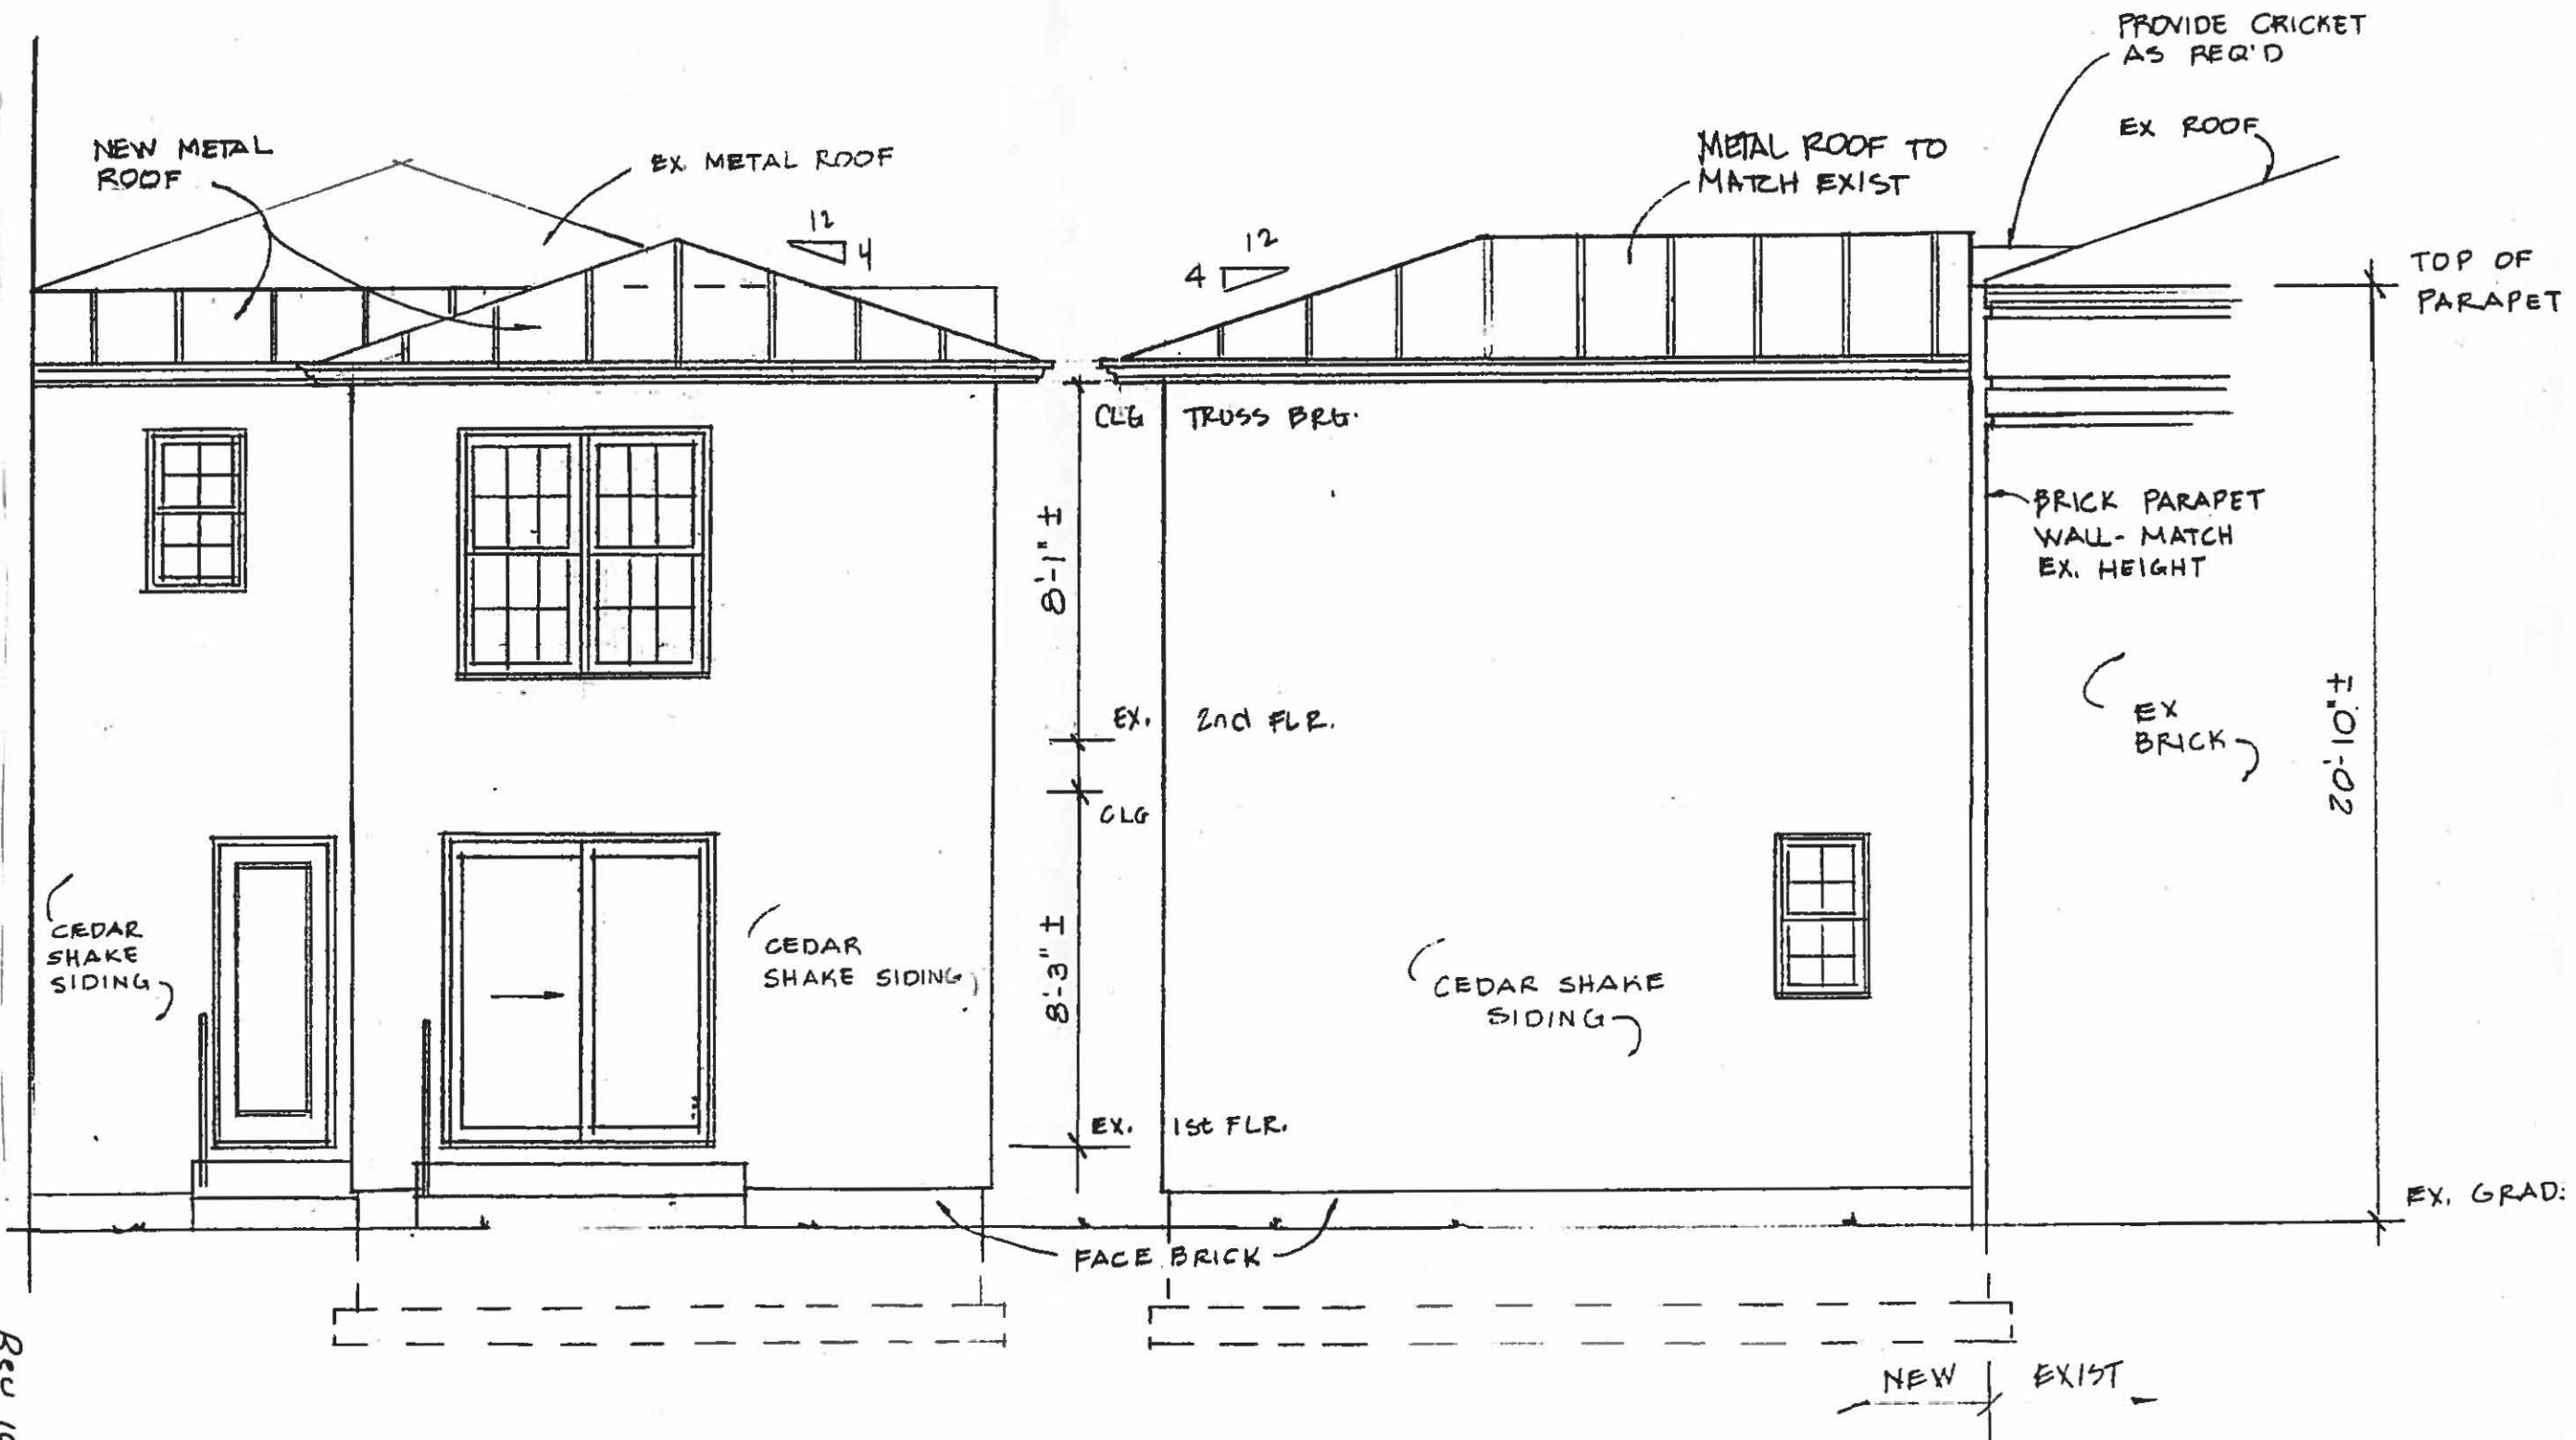 PROVIDE CRICKET
AS REQ'D
EX ROOF
NEW METAL
ROOF
EX. METAL ROOF
12
4
12
4
METAL ROOF TO
MATCH EXIST
TOP OF
PARAPET
CLG
TRUSS BRG.
8'-1" ±
BRICK PARAPET
WALL- MATCH
EX. HEIGHT
EX.
2nd FLR.
EX
BRICK
20'-10" ±
CLG
CEDAR
SHAKE
SIDING
CEDAR
SHAKE SIDING
8'-3" ±
CEDAR SHAKE
SIDING
EX.
1st FLR.
EX. GRAD
FACE BRICK
NEW
EXIST